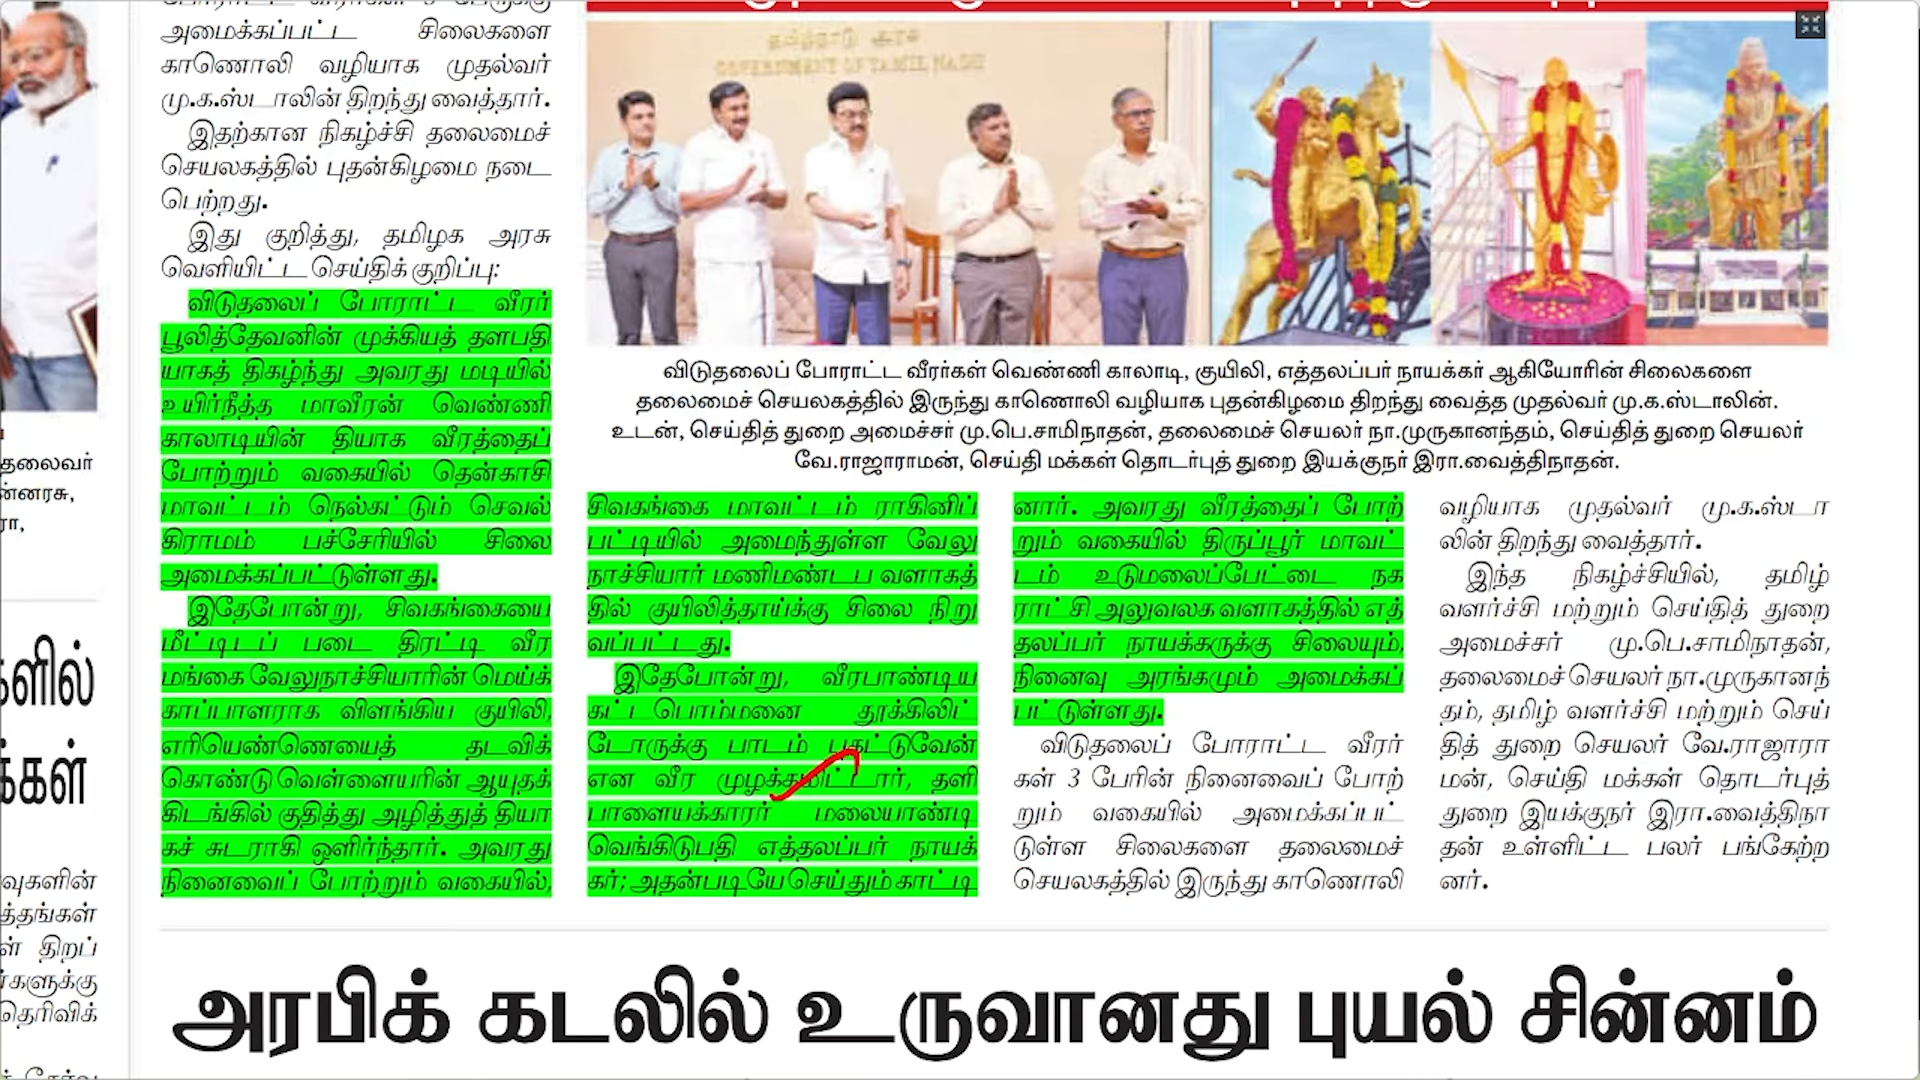 அமைக்கப்பட்ட சிலைகளை
காணொலி வழியாக முதல்வர்
மு.க.ஸ்டாலின் திறந்து வைத்தார்.
இதற்கான நிகழ்ச்சி தலைமைச்
செயலகத்தில் புதன்கிழமை நடை
பெற்றது.
இது குறித்து, தமிழக அரசு
வெளியிட்ட செய்திக் குறிப்பு:
விடுதலைப் போராட்ட வீரர்
பூலித்தேவனின் முக்கியத் தளபதி
யாகத் திகழ்ந்து அவரது மடியில்
உயிர்நீத்த மாவீரன் வெண்ணி
காலாடியின் தியாக வீரத்தைப்
போற்றும் வகையில் தென்காசி
மாவட்டம் நெல்கட்டும் செவல்
கிராமம் பச்சேரியில் சிலை
அமைக்கப்பட்டுள்ளது.
இதேபோன்று, சிவகங்கையை
மீட்டிடப் படை திரட்டி வீர
மங்கை வேலுநாச்சியாரின் மெய்க்
காப்பாளராக விளங்கிய குயிலி,
எரியெண்ணெயைத் தடவிக்
கொண்டு வெள்ளையரின் ஆயுதக்
கிடங்கில் குதித்து அழித்துத் தியா
கச் சுடராகி ஒளிர்ந்தார். அவரது
நினைவைப் போற்றும் வகையில்,
GOVERNMENT OF TAMIL NADU
விடுதலைப் போராட்ட வீரர்கள் வெண்ணி காலாடி, குயிலி, எத்தலப்பர் நாயக்கர் ஆகியோரின் சிலைகளை
தலைமைச் செயலகத்தில் இருந்து காணொலி வழியாக புதன்கிழமை திறந்து வைத்த முதல்வர் மு.க.ஸ்டாலின்.
உடன், செய்தித் துறை அமைச்சர் மு.பெ.சாமிநாதன், தலைமைச் செயலர் நா.முருகானந்தம், செய்தித் துறை செயலர்
வே.ராஜாராமன், செய்தி மக்கள் தொடர்புத் துறை இயக்குநர் இரா.வைத்திநாதன்.
சிவகங்கை மாவட்டம் ராகினிப்
பட்டியில் அமைந்துள்ள வேலு
நாச்சியார் மணிமண்டப வளாகத்
தில் குயிலித்தாய்க்கு சிலை நிறு
வப்பட்டது.
இதேபோன்று, வீரபாண்டிய
கட்டபொம்மனை தூக்கிலிட்
டோருக்கு பாடம் புகட்டுவேன்
என வீர முழக்கமிட்டார், தளி
பாளையக்காரர் மலையாண்டி
வெங்கிடுபதி எத்தலப்பர் நாயக்
கர்; அதன்படியே செய்தும் காட்டி
னார். அவரது வீரத்தைப் போற்
றும் வகையில் திருப்பூர் மாவட்
டம் உடுமலைப்பேட்டை நக
ராட்சி அலுவலக வளாகத்தில் எத்
தலப்பர் நாயக்கருக்கு சிலையும்,
நினைவு அரங்கமும் அமைக்கப்
பட்டுள்ளது.
விடுதலைப் போராட்ட வீரர்
கள் 3 பேரின் நினைவைப் போற்
றும் வகையில் அமைக்கப்பட்
டுள்ள சிலைகளை தலைமைச்
செயலகத்தில் இருந்து காணொலி
வழியாக முதல்வர் மு.க.ஸ்டா
லின் திறந்து வைத்தார்.
இந்த நிகழ்ச்சியில், தமிழ்
வளர்ச்சி மற்றும் செய்தித் துறை
அமைச்சர் மு.பெ.சாமிநாதன்,
தலைமைச் செயலர் நா.முருகானந்
தம், தமிழ் வளர்ச்சி மற்றும் செய்
தித் துறை செயலர் வே.ராஜாரா
மன், செய்தி மக்கள் தொடர்புத்
துறை இயக்குநர் இரா.வைத்திநா
தன் உள்ளிட்ட பலர் பங்கேற்ற
னர்.
அரபிக் கடலில் உருவானது புயல் சின்னம்